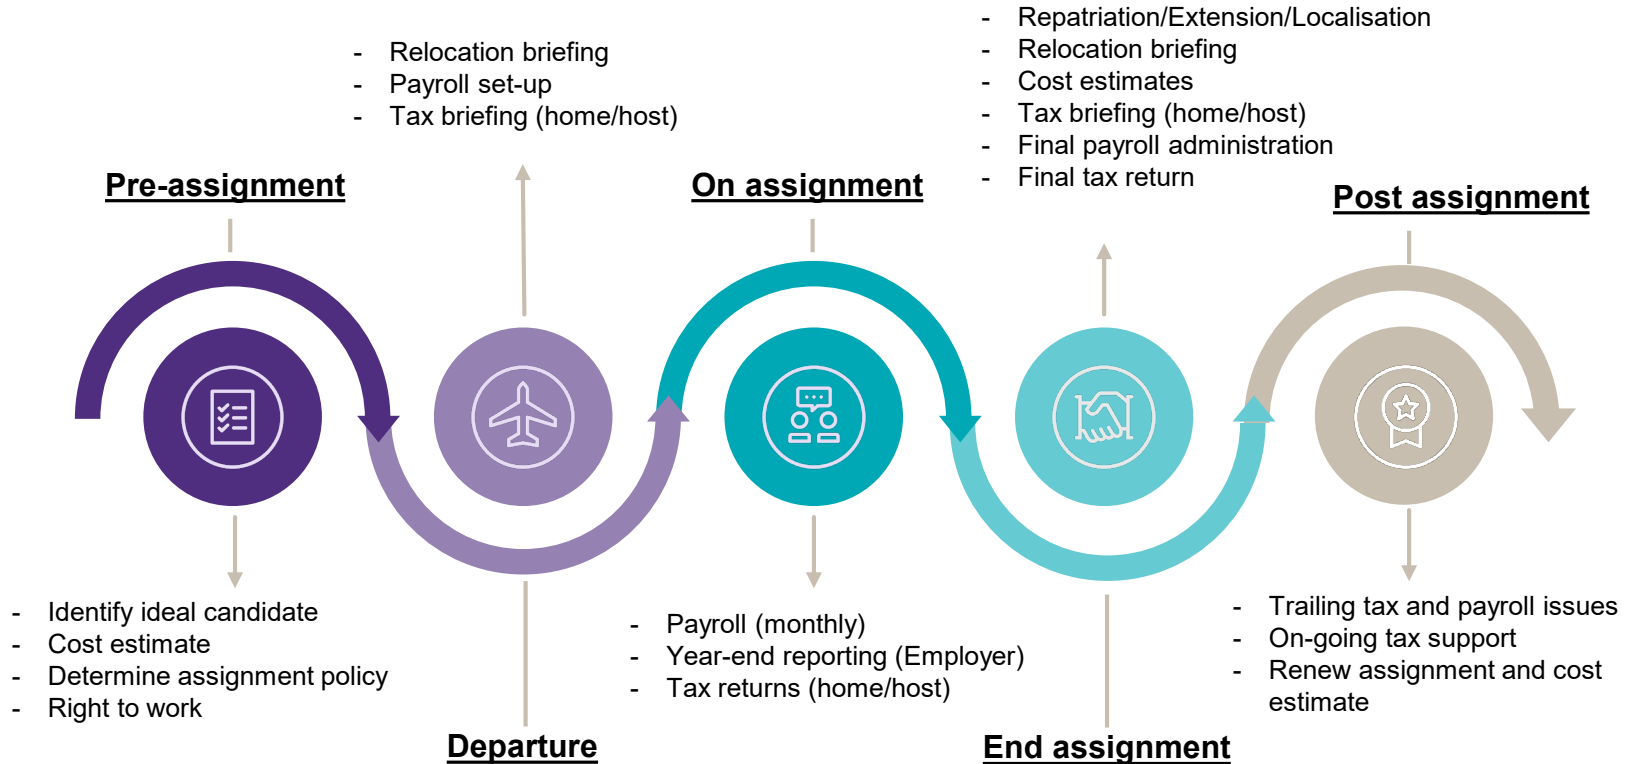 Pre-assignment
- Identify ideal candidate
- Cost estimate
- Determine assignment policy
- Right to work
- Relocation briefing
- Payroll set-up
- Tax briefing (home/host)
Departure
On assignment
- Payroll (monthly)
- Year-end reporting (Employer)
- Tax returns (home/host)
- Repatriation/Extension/Localisation
- Relocation briefing
- Cost estimates
- Tax briefing (home/host)
- Final payroll administration
- Final tax return
End assignment
Post assignment
- Trailing tax and payroll issues
- On-going tax support
- Renew assignment and cost
estimate